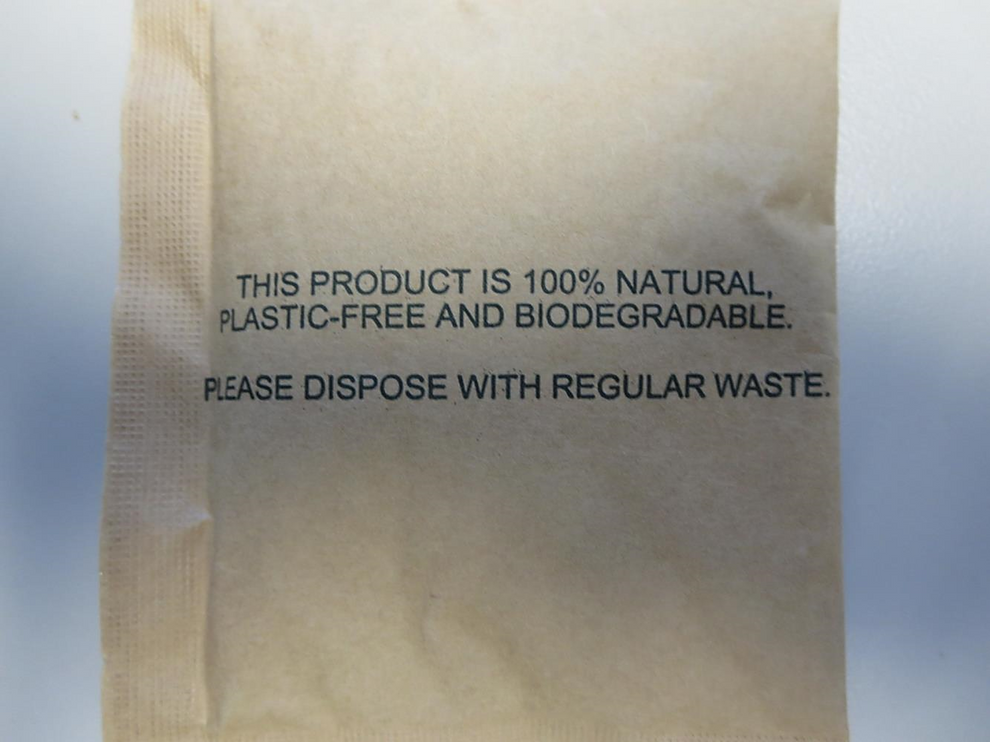 THIS PRODUCT IS 100% NATURAL,
PLASTIC-FREE AND BIODEGRADABLE.
PLEASE DISPOSE WITH REGULAR WASTE.